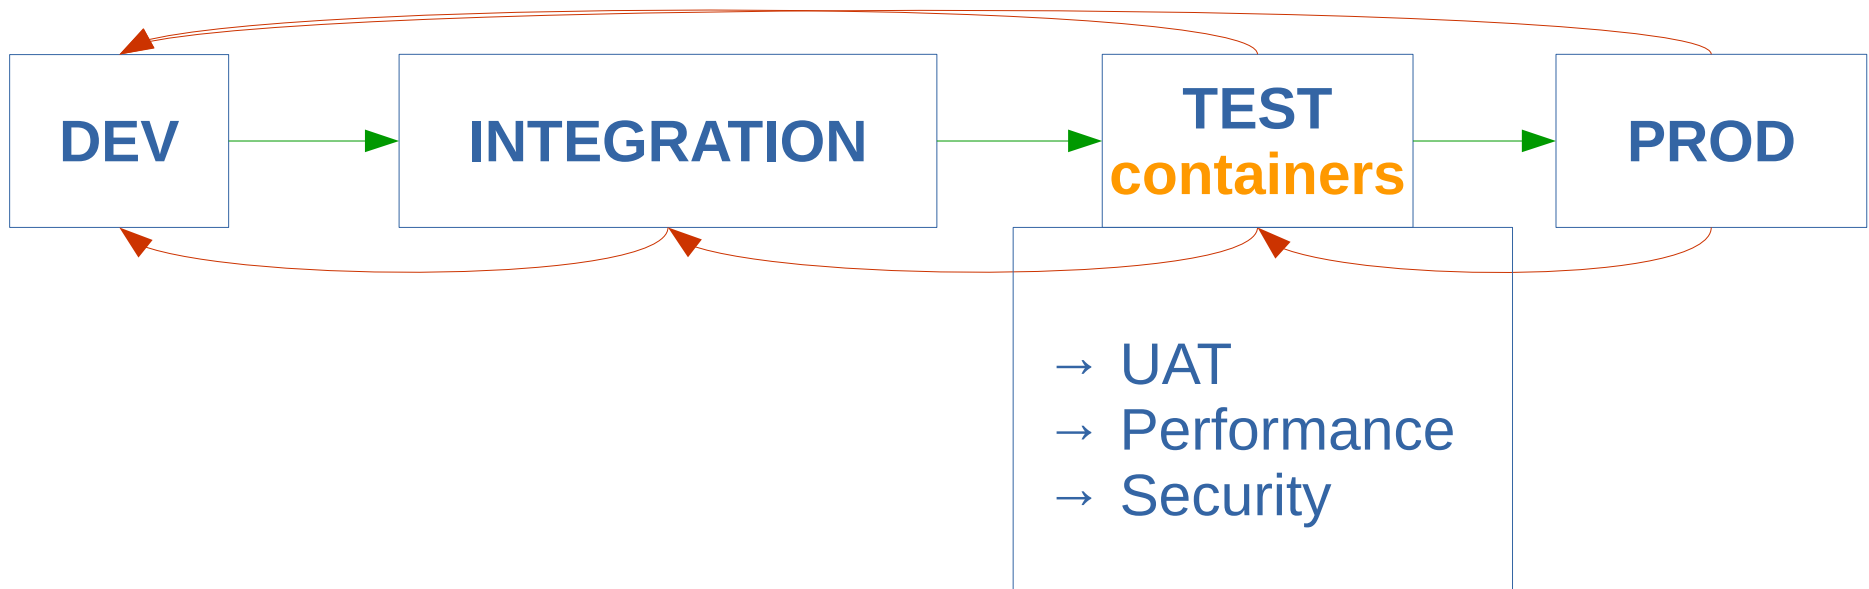 DEV
INTEGRATION
TEST
containers
PROD
→ UAT
→ Performance
→ Security